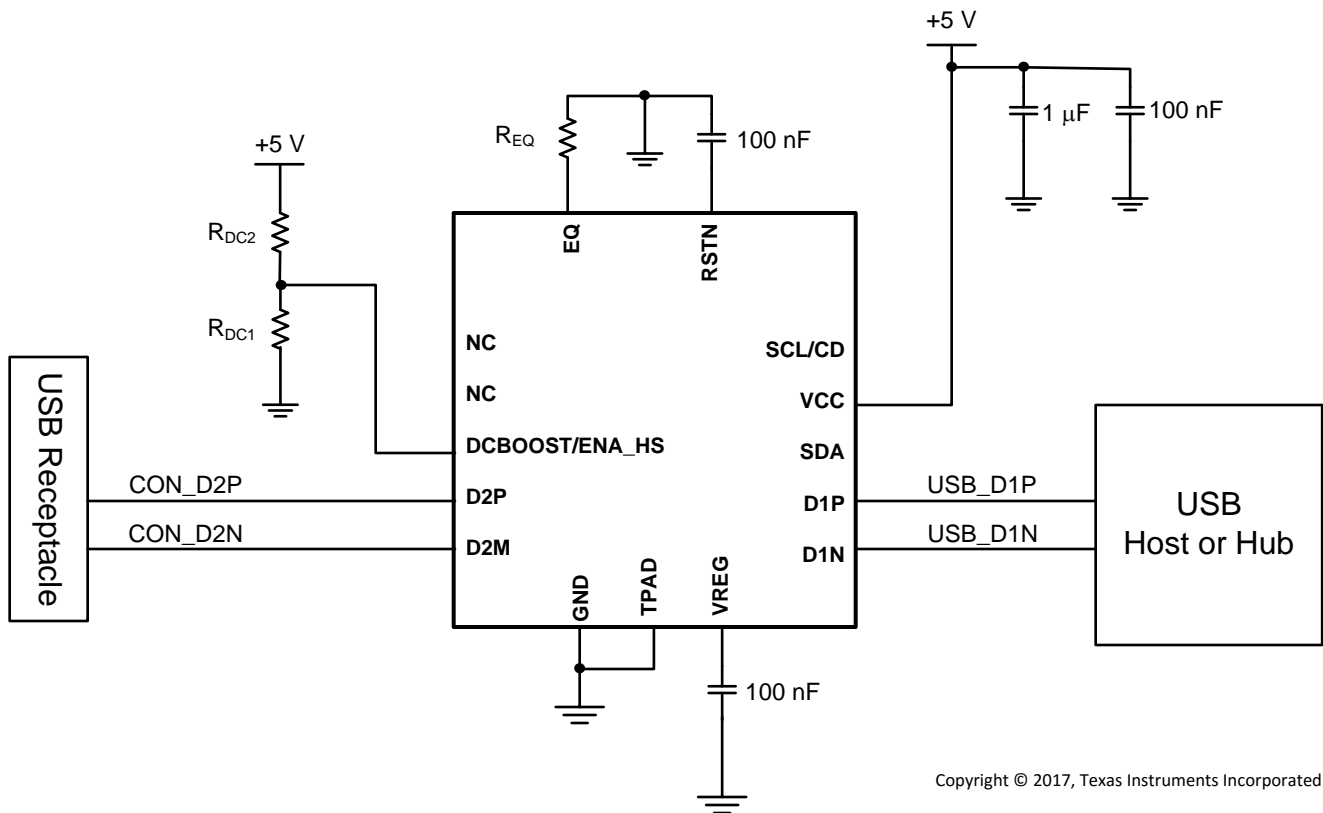 +5 V
1 μF
100 nF
R_EQ
100 nF
+5 V
R_DC2
R_DC1
EQ
RSTN
NC
NC
DCBOOST/ENA_HS
D2P
D2M
SCL/CD
VCC
SDA
D1P
D1N
GND
TPAD
VREG
USB Receptacle
CON_D2P
CON_D2N
USB_D1P
USB_D1N
USB
Host or Hub
100 nF
Copyright © 2017, Texas Instruments Incorporated